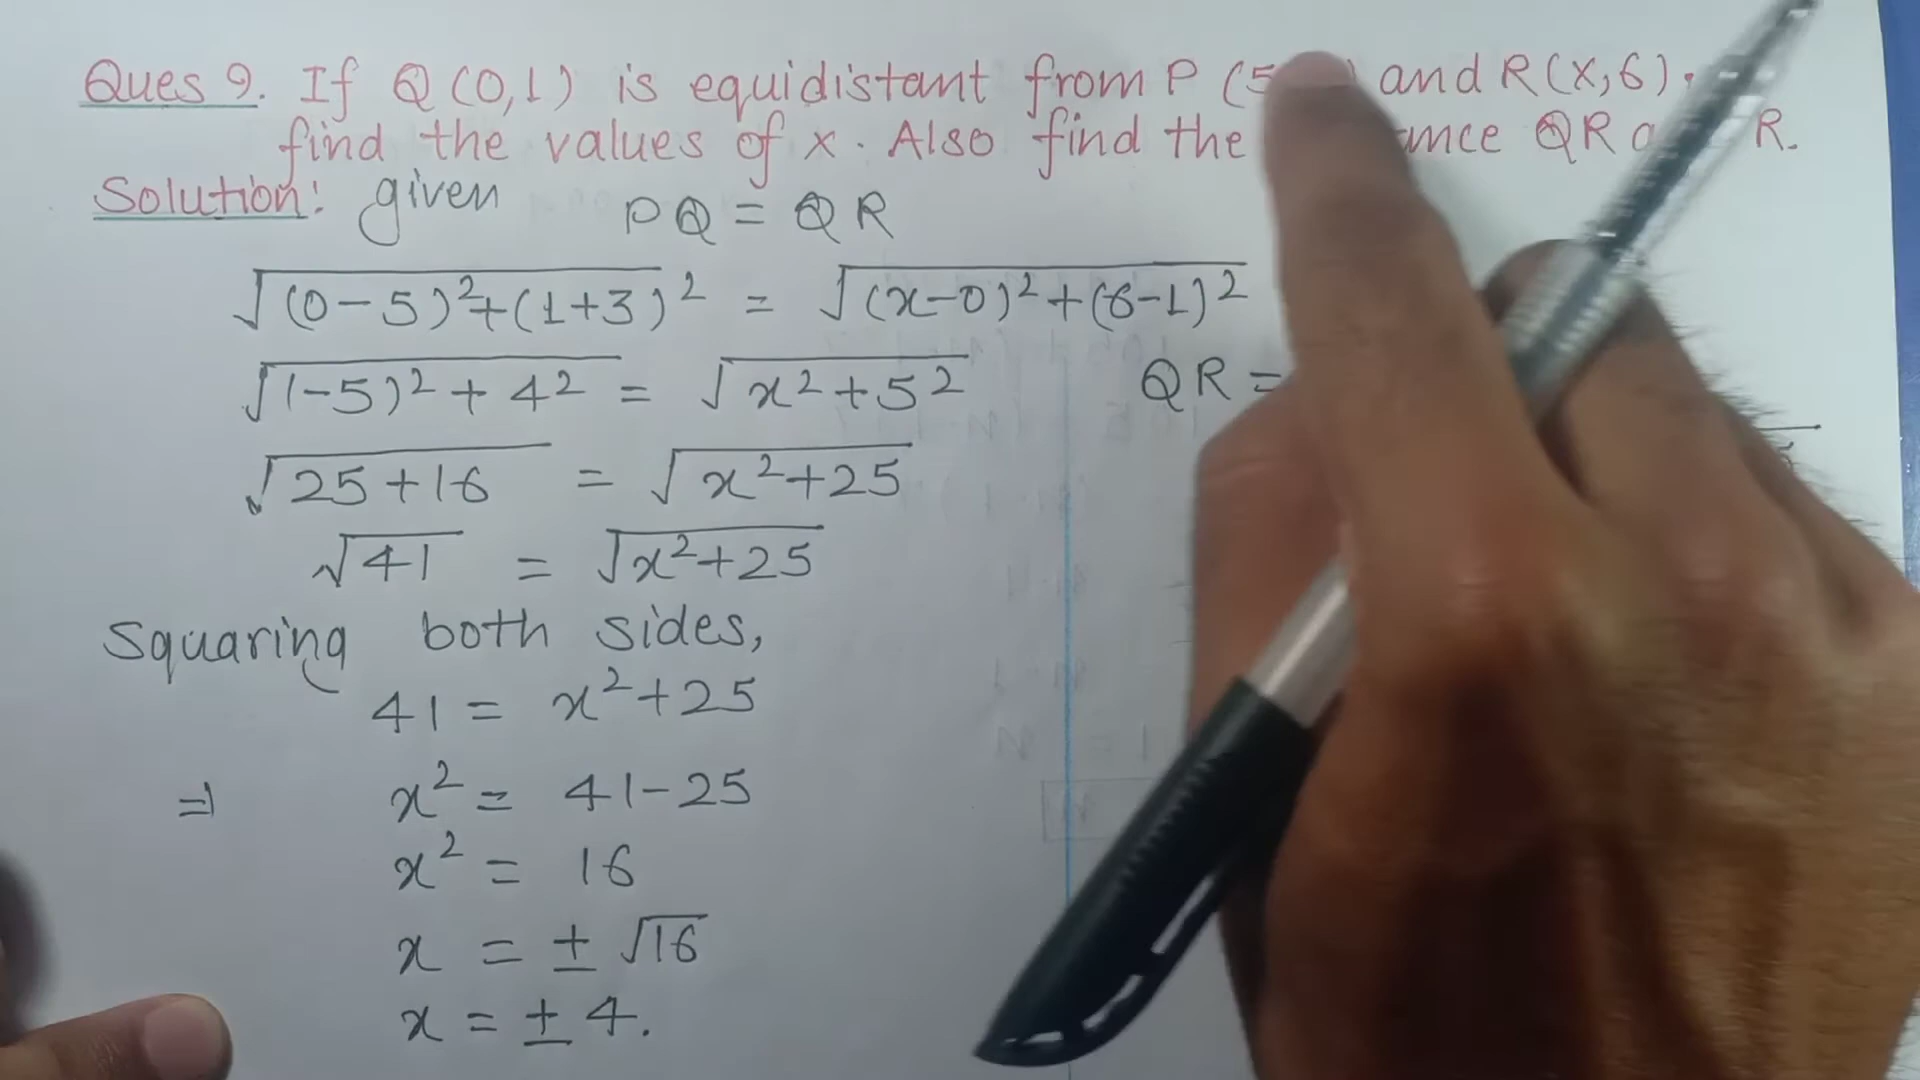 Ques 9. If Q(0,1) is equidistant from P(5 and R(x,6),
find the values of x. Also find the QR R.
Solution: given PQ = QR
√(0-5)²+(1+3)² = √(x-0)²+(6-1)²
√(-5)²+4² = √x²+5² QR =
√25+16 = √x²+25
√41 = √x²+25
Squaring both sides,
41 = x²+25
⇒ x² = 41-25
x² = 16
x = ± √16
x = ± 4.